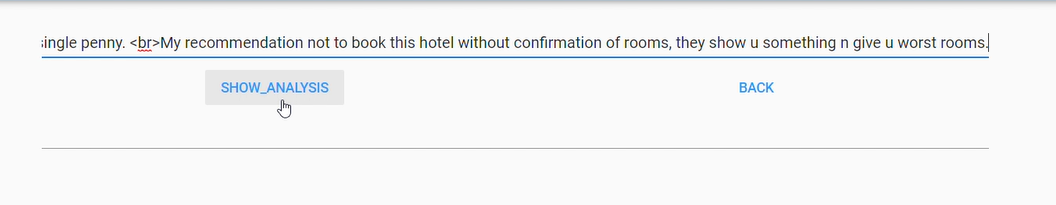 single penny. <br>My recommendation not to book this hotel without confirmation of rooms, they show u something n give u worst rooms.
SHOW_ANALYSIS
BACK